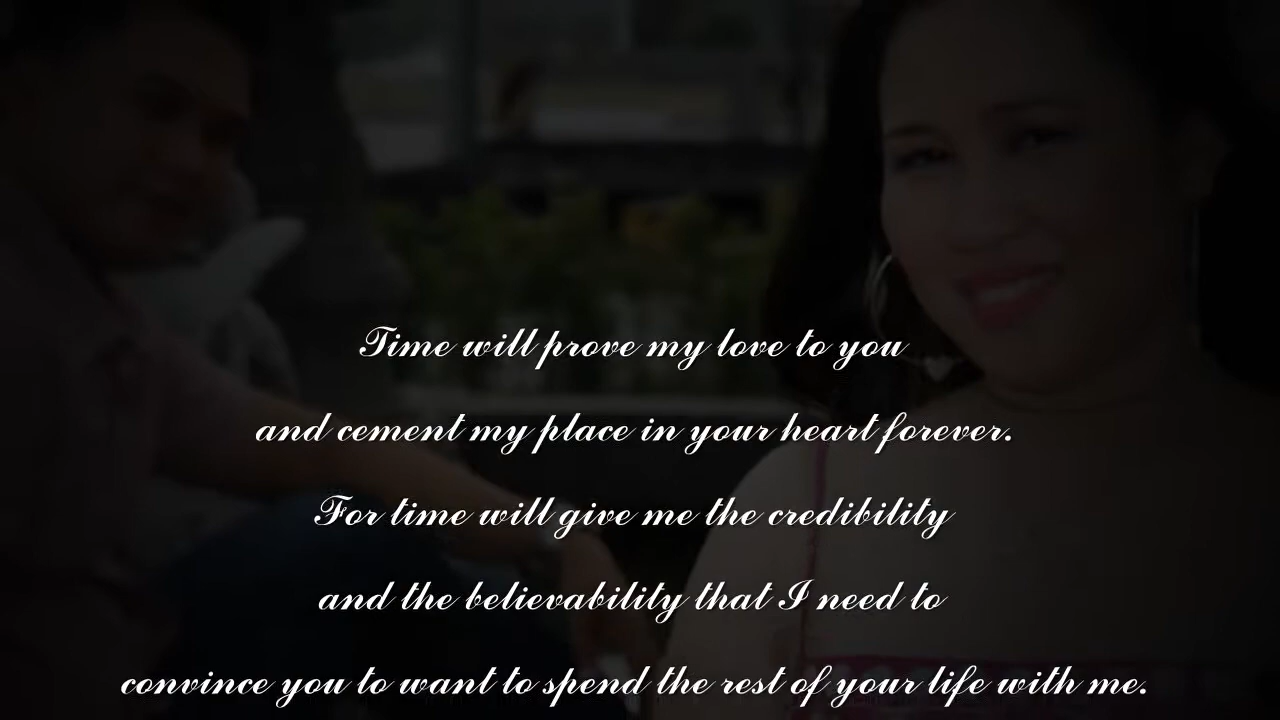 Time will prove my love to you
and cement my place in your heart forever.
For time will give me the credibility
and the believability that I need to
convince you to want to spend the rest of your life with me.